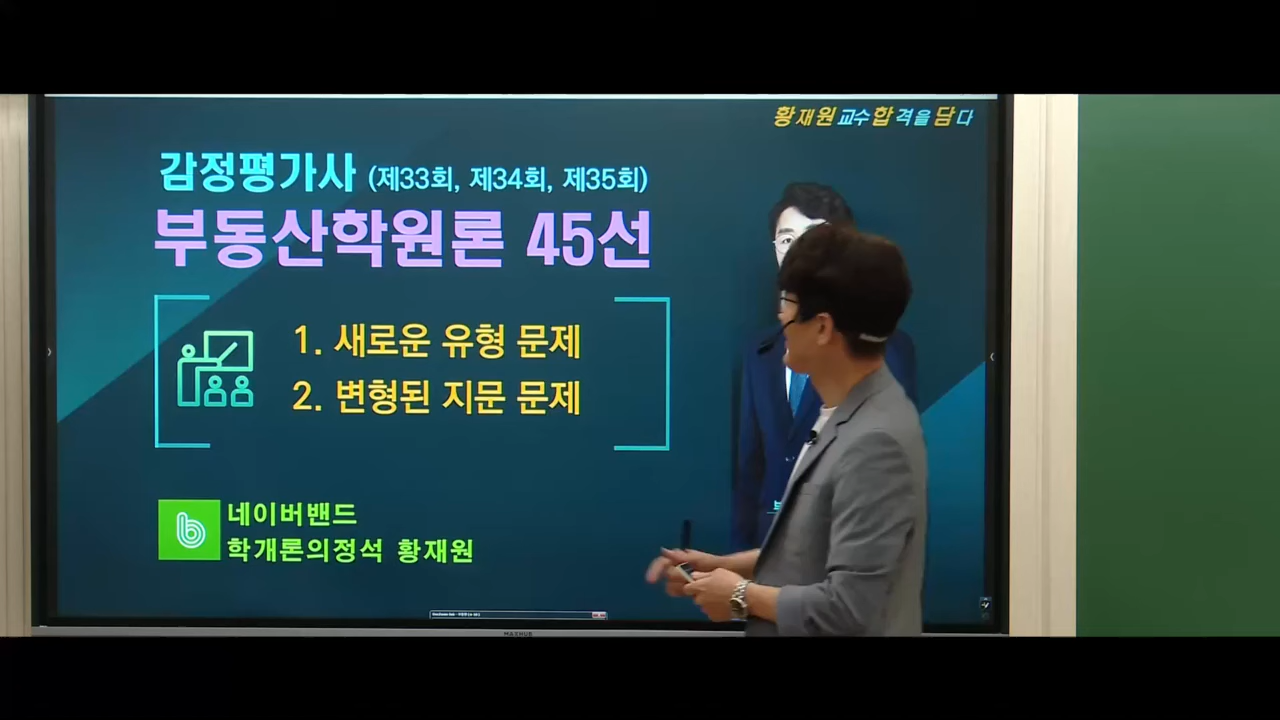 황재원교수합격을담다
감정평가사 (제33회, 제34회, 제35회)
부동산학원론 45선
1. 새로운 유형 문제
2. 변형된 지문 문제
네이버밴드
학개론의정석 황재원
MAXHUB